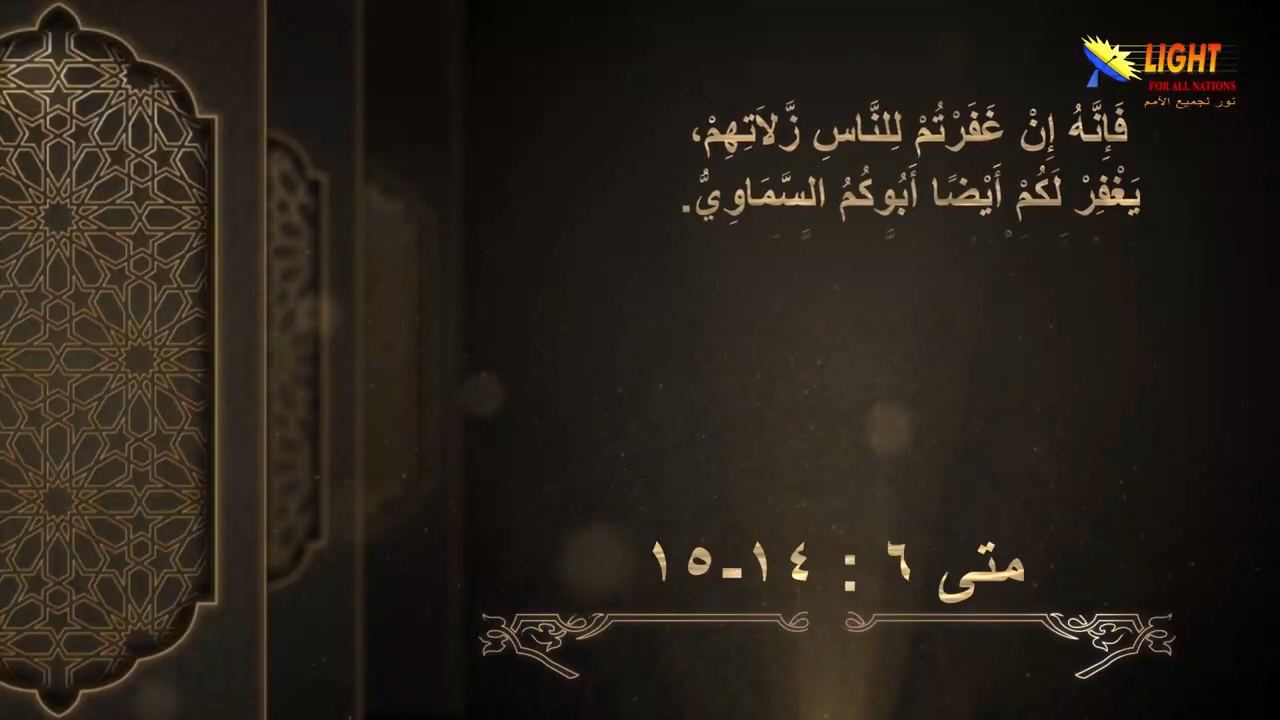 LIGHT
FOR ALL NATIONS
نور لجميع الأمم
فَإِنَّهُ إِنْ غَفَرْتُمْ لِلنَّاسِ زَّلاَتِهِمْ،
يَغْفِرْ لَكُمْ أَيْضًا أَبُوكُمُ السَّمَاوِيُّ.
متى ٦ : ١٤-١٥